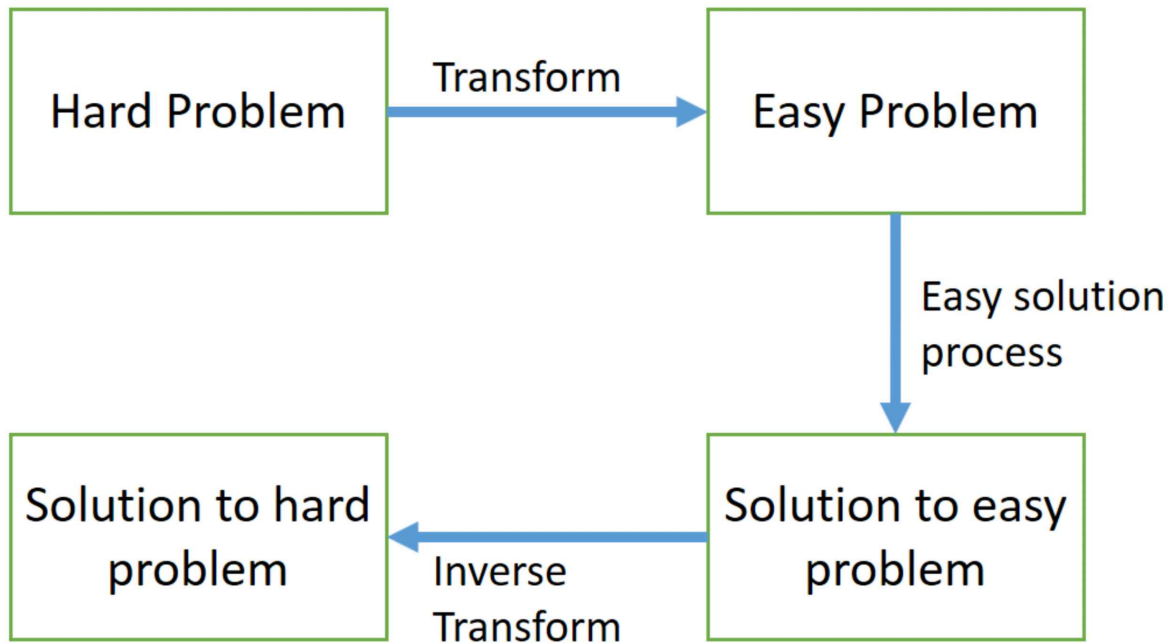 Hard Problem
Transform
Easy Problem
Easy solution
process
Solution to easy
problem
Inverse
Transform
Solution to hard
problem